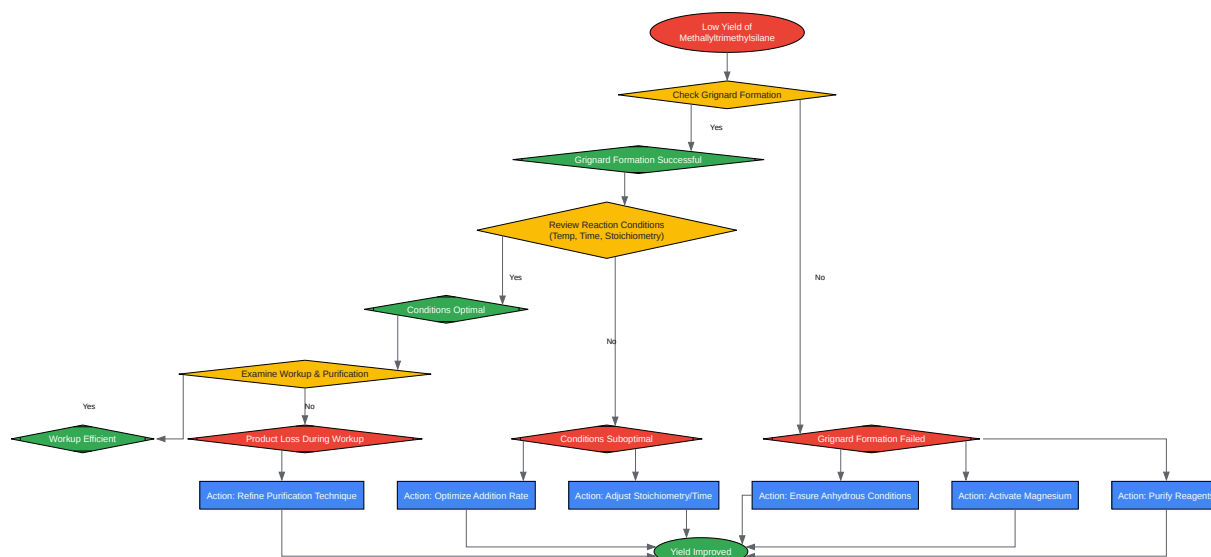 Low Yield of
Methallyltrimethylsilane
Check Grignard Formation
Yes
Grignard Formation Successful
Review Reaction Conditions
(Temp, Time, Stoichiometry)
Yes
No
Conditions Optimal
No
Examine Workup & Purification
Yes
No
Workup Efficient
Product Loss During Workup
Conditions Suboptimal
Grignard Formation Failed
Action: Refine Purification Technique
Action: Optimize Addition Rate
Action: Adjust Stoichiometry/Time
Action: Ensure Anhydrous Conditions
Action: Activate Magnesium
Action: Purify Reagents
Yield Improved